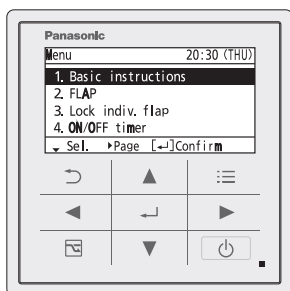 Panasonic
Menu 20:30 (THU)
1. Basic instructions
2. FLAP
3. Lock indiv. flap
4. ON/OFF timer
Sel. ▸Page [↵]Confirm